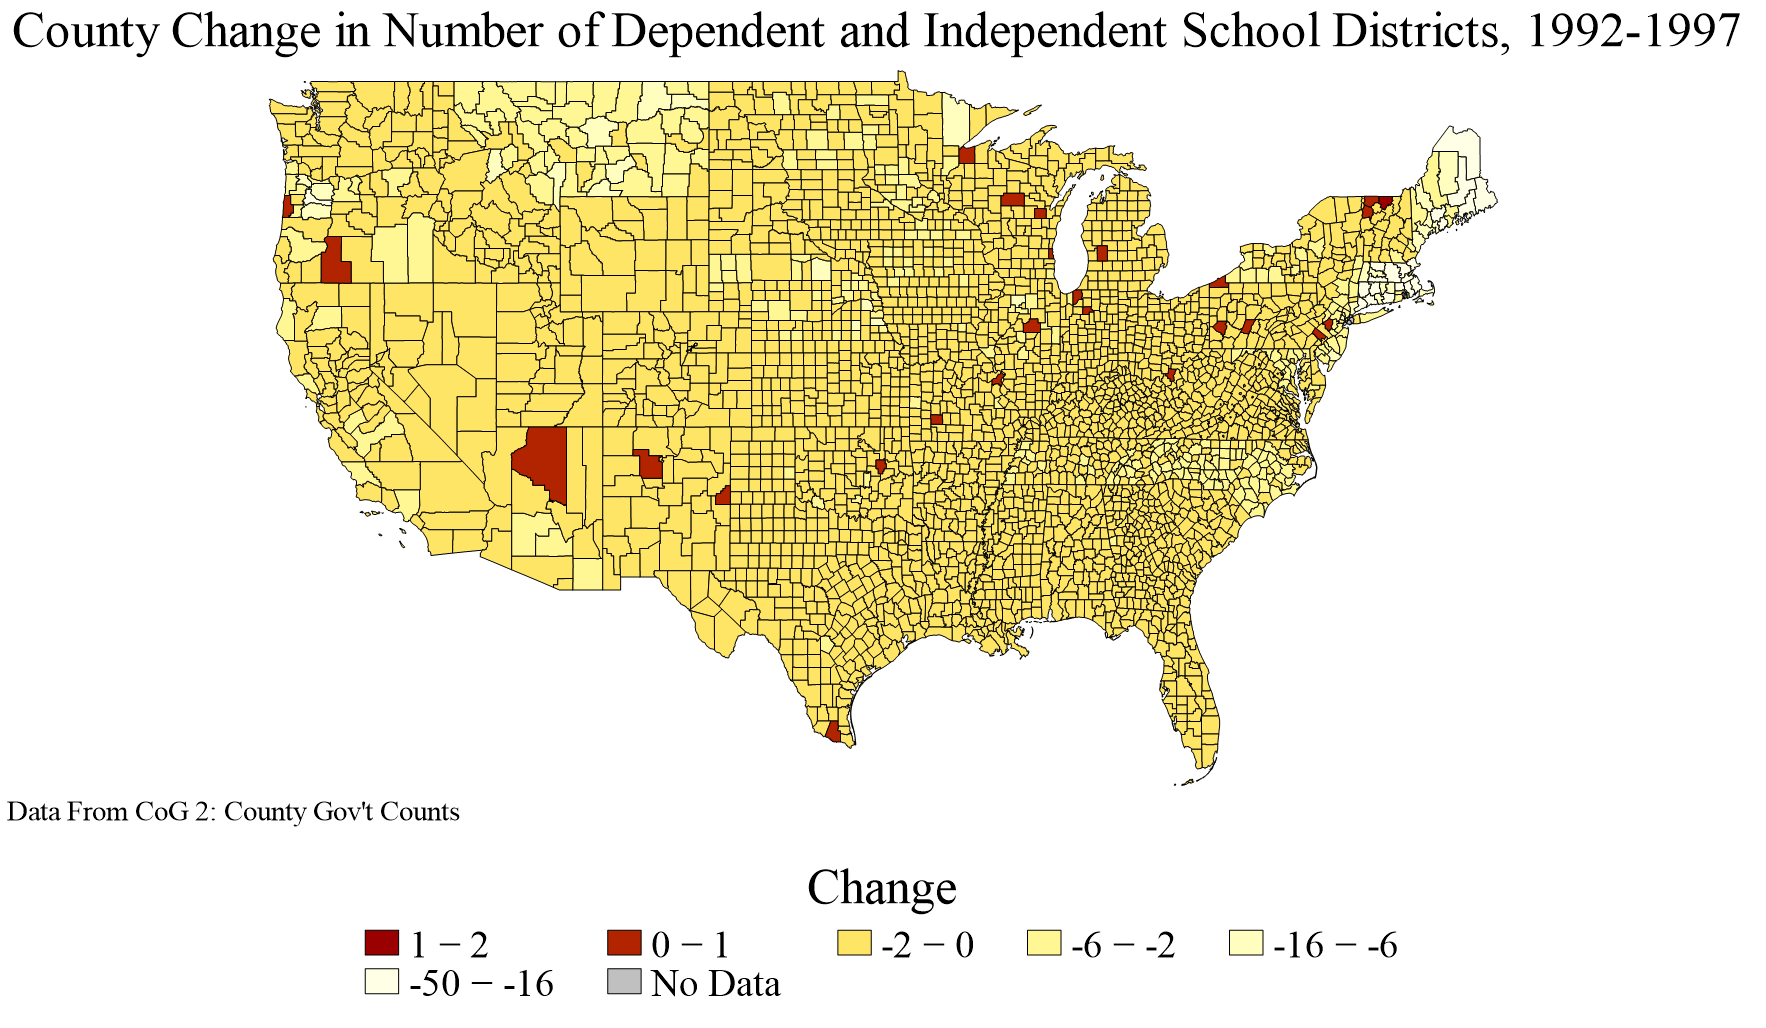 County Change in Number of Dependent and Independent School Districts, 1992-1997
Data From CoG 2: County Gov't Counts
Change
1 − 2 0 − 1 -2 − 0 -6 − -2 -16 − -6
-50 − -16 No Data